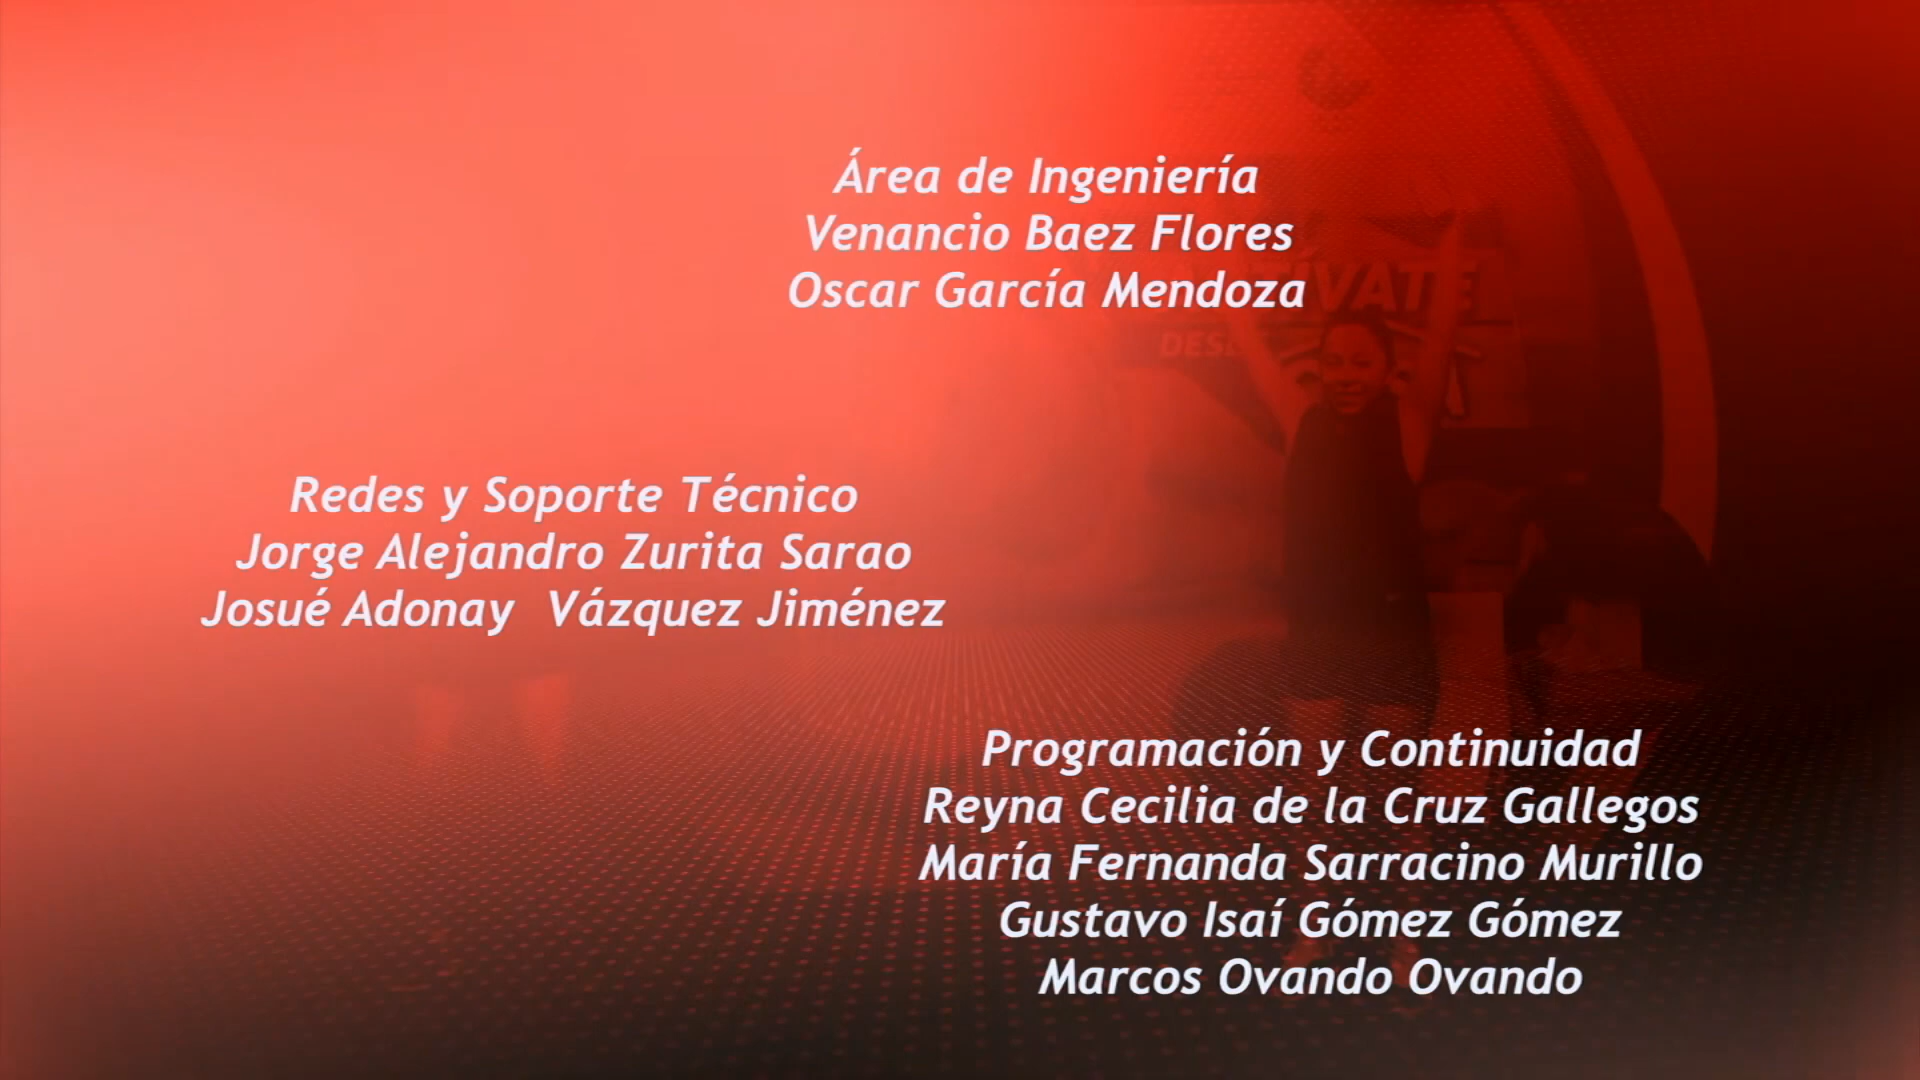 Área de Ingeniería
Venancio Baez Flores
Oscar García Mendoza
VATE
Redes y Soporte Técnico
Jorge Alejandro Zurita Sarao
Josué Adonay  Vázquez Jiménez
Programación y Continuidad
Reyna Cecilia de la Cruz Gallegos
María Fernanda Sarracino Murillo
Gustavo Isaí Gómez Gómez
Marcos Ovando Ovando